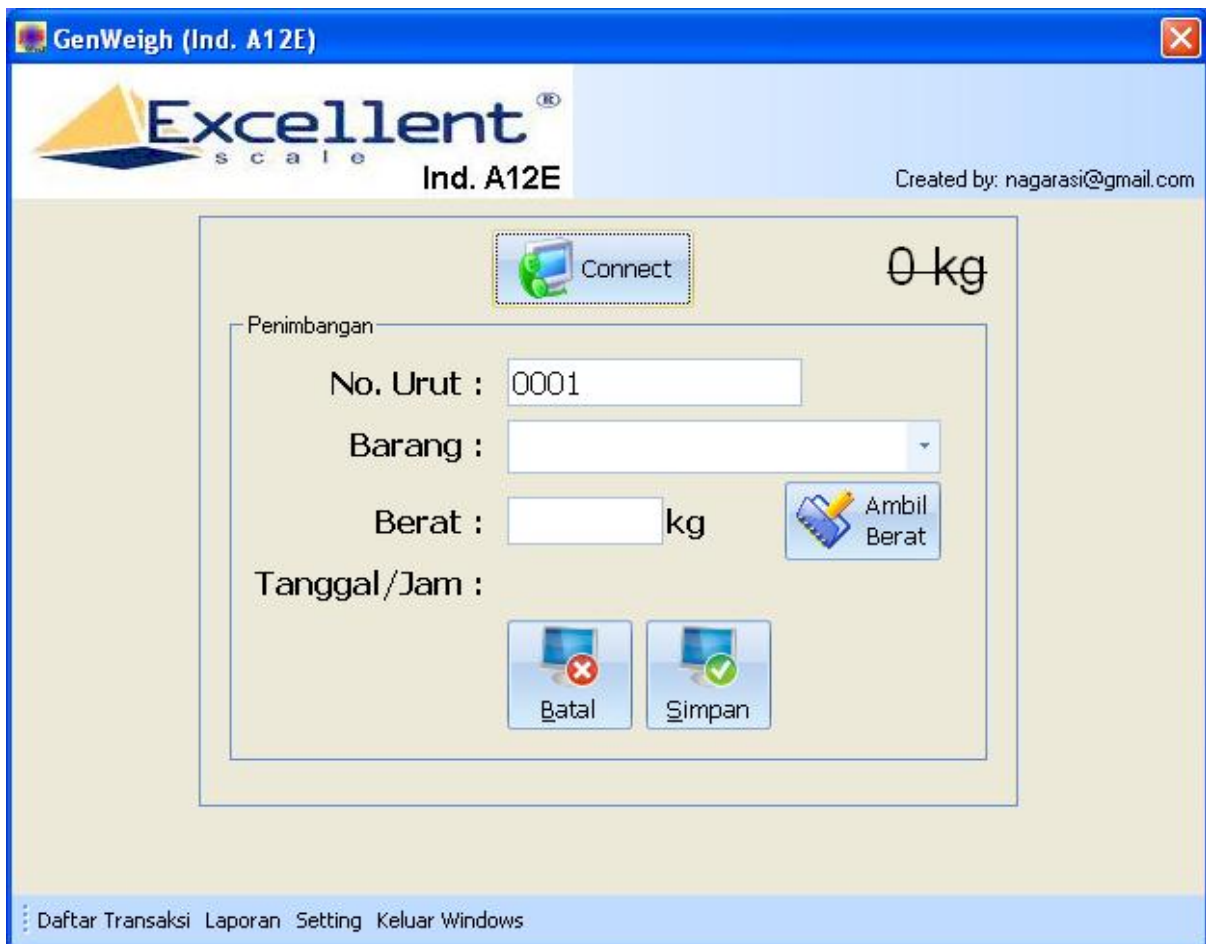 GenWeigh (Ind. A12E)
Excellent ®
scale
Ind. A12E
Created by: nagarasi@gmail.com
Connect
0 kg
Penimbangan
No. Urut : 0001
Barang :
Berat : kg
Ambil
Berat
Tanggal/Jam :
Batal Simpan
Daftar Transaksi Laporan Setting Keluar Windows